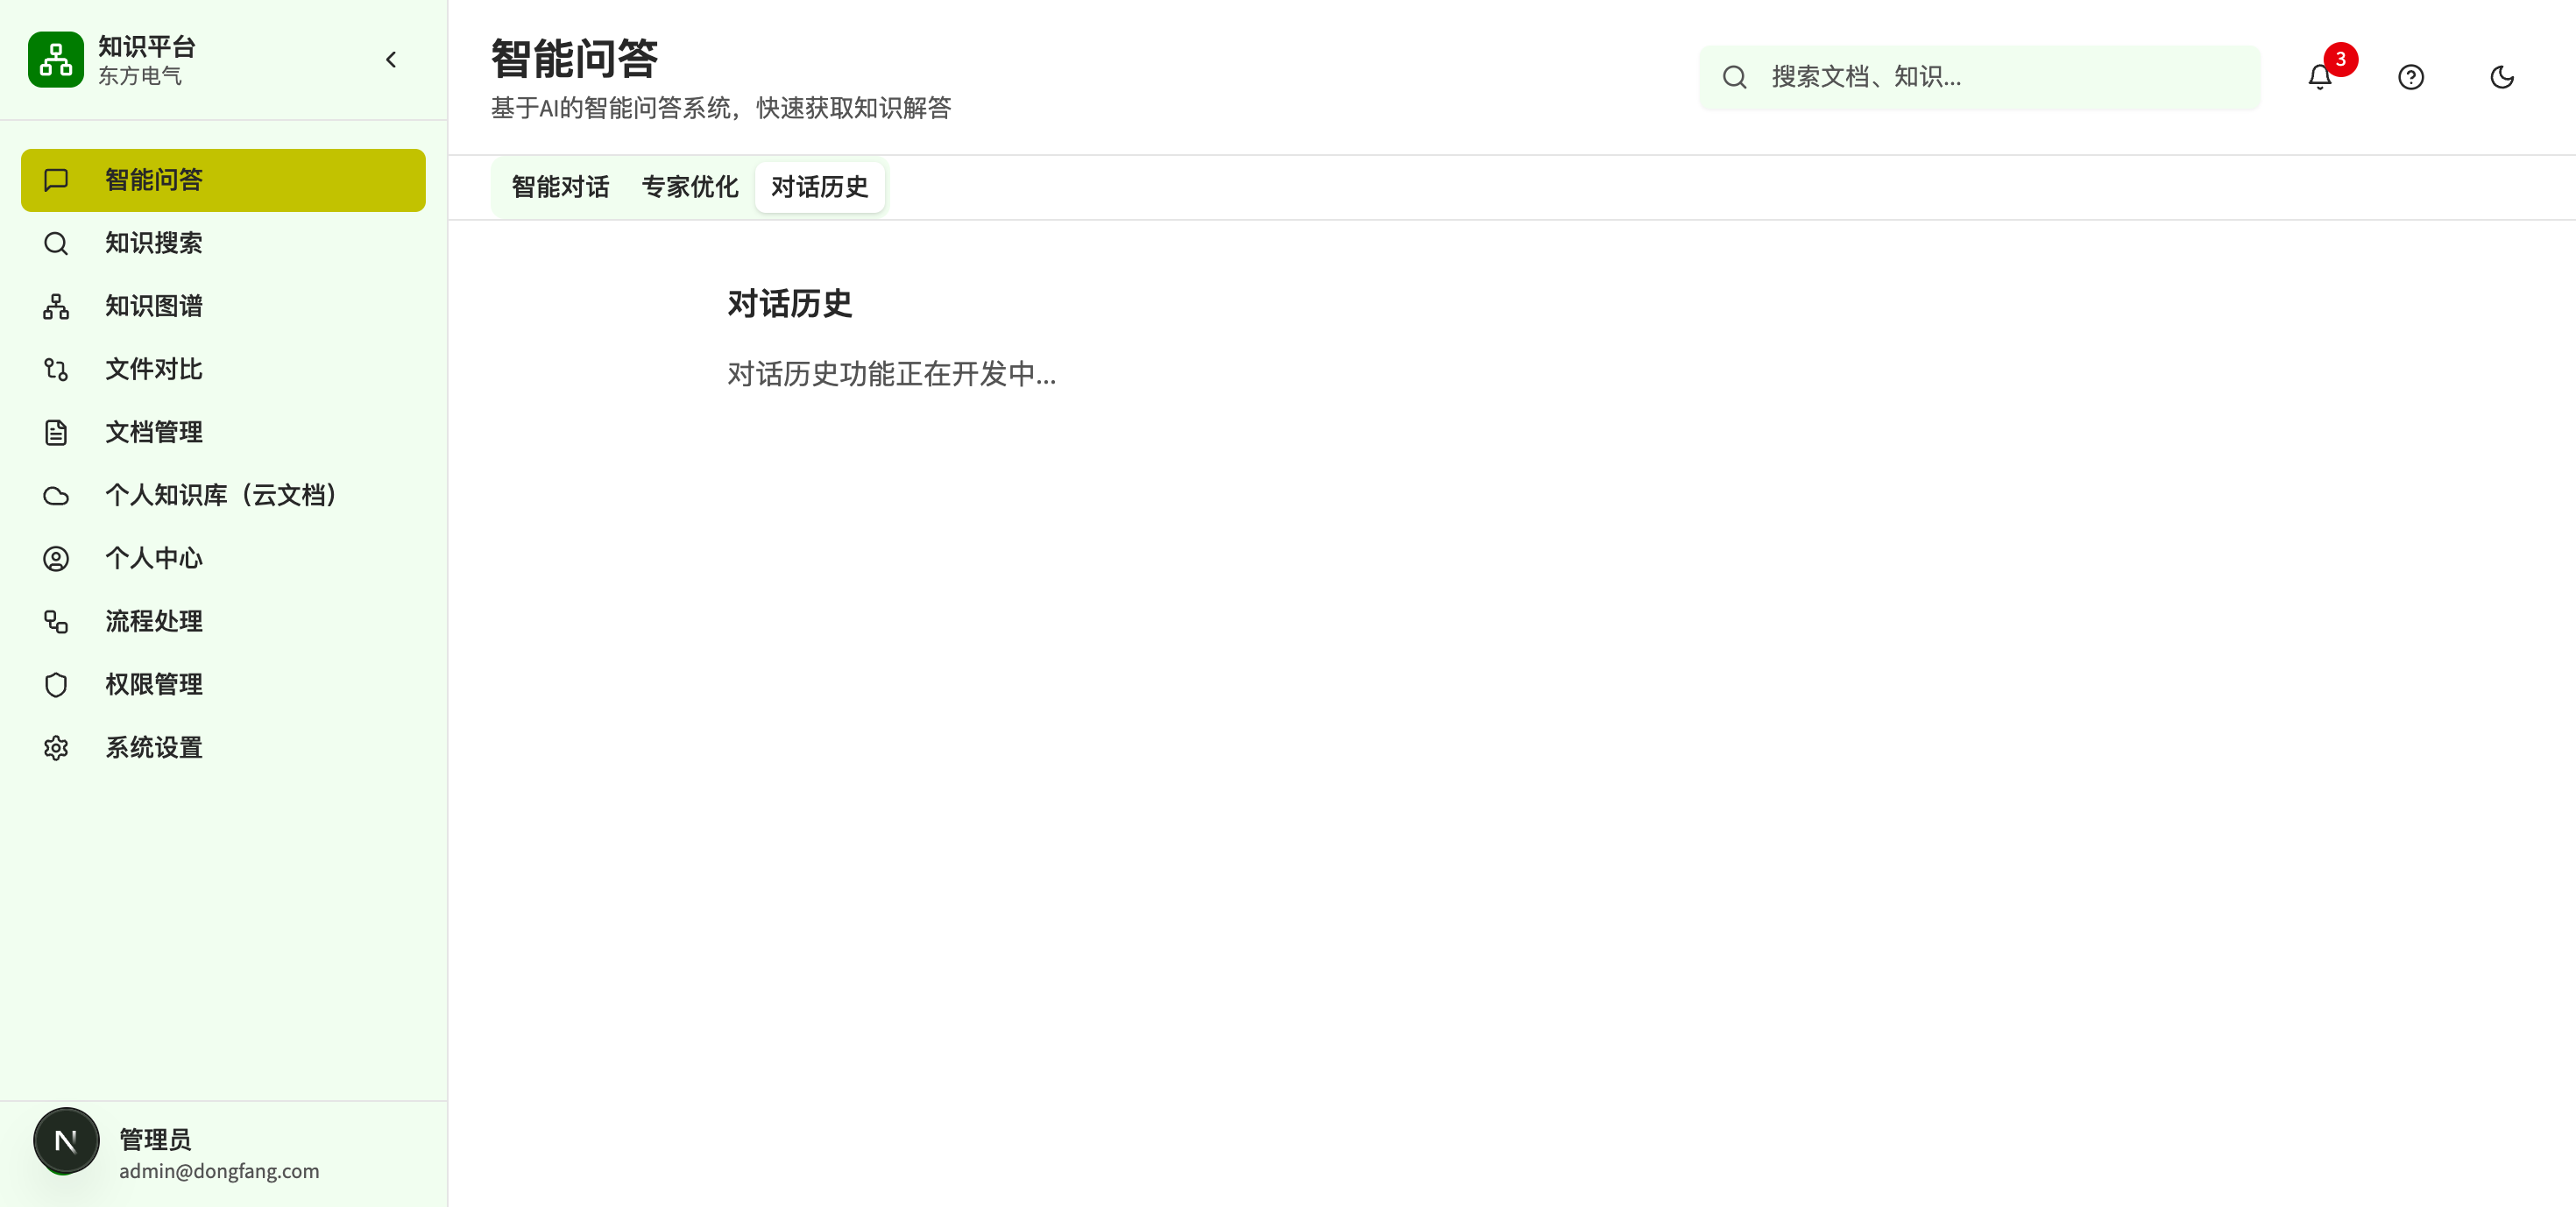 知识平台
东方电气
智能问答
知识搜索
知识图谱
文件对比
文档管理
个人知识库（云文档）
个人中心
流程处理
权限管理
系统设置
N
管理员
admin@dongfang.com
智能问答
基于AI的智能问答系统，快速获取知识解答
搜索文档、知识...
3
智能对话 专家优化 对话历史
对话历史
对话历史功能正在开发中...